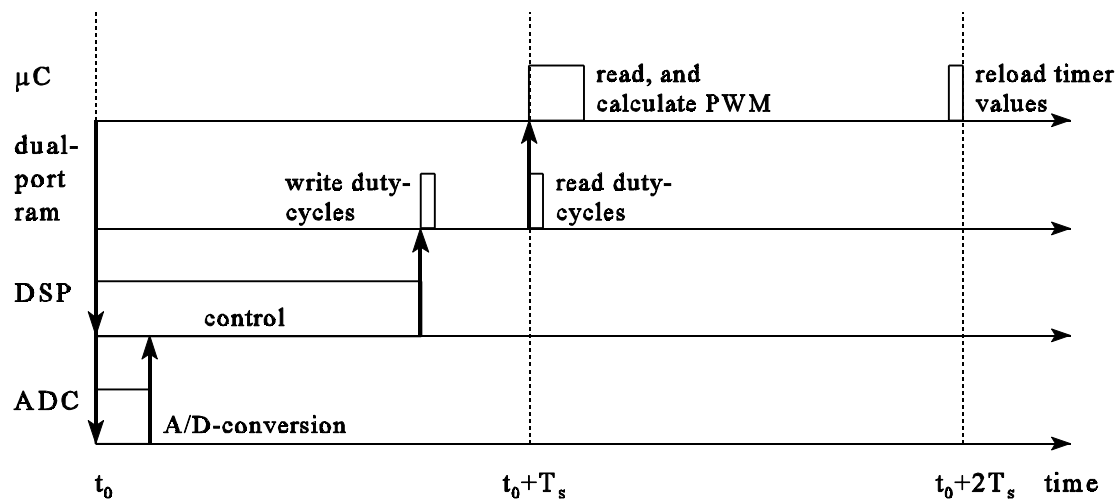 μC
read, and
calculate PWM
reload timer
values
dual-
port
ram
write duty-
cycles
read duty-
cycles
DSP
control
ADC
A/D-conversion
t₀
t₀+Tₛ
t₀+2Tₛ
time